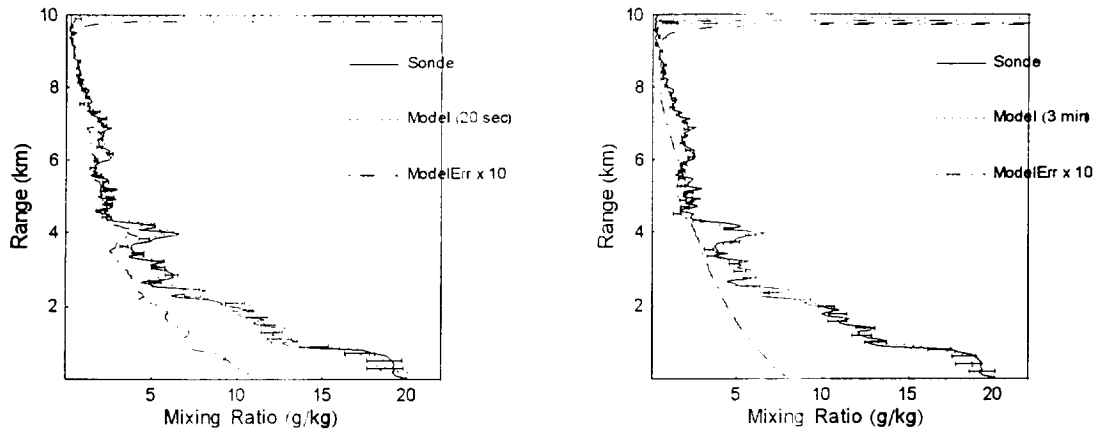 10
8
6
4
2
Range (km)
Sonde
Model (20 sec)
ModelErr x 10
5
10
15
20
Mixing Ratio (g/kg)
10
8
6
4
2
Range (km)
Sonde
Model (3 min)
ModelErr x 10
5
10
15
20
Mixing Ratio (g/kg)